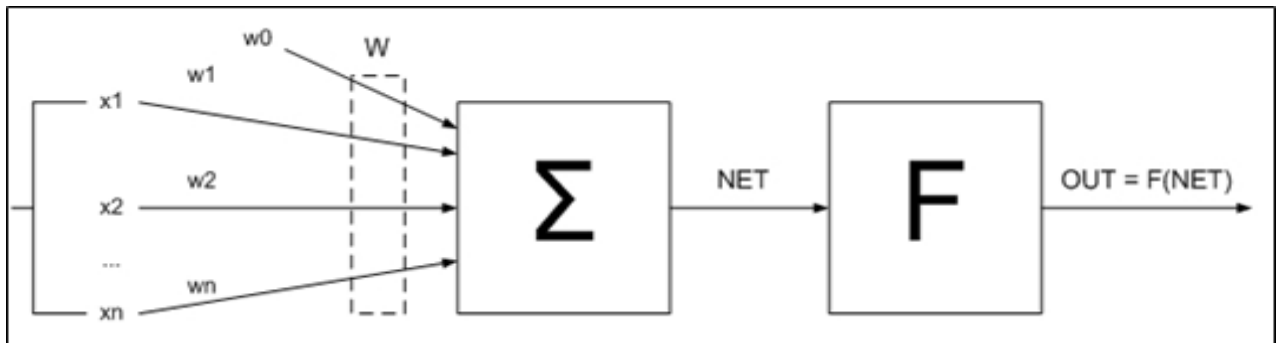 w0
W
w1
x1
w2
x2
...
wn
xn
Σ
NET
F
OUT = F(NET)